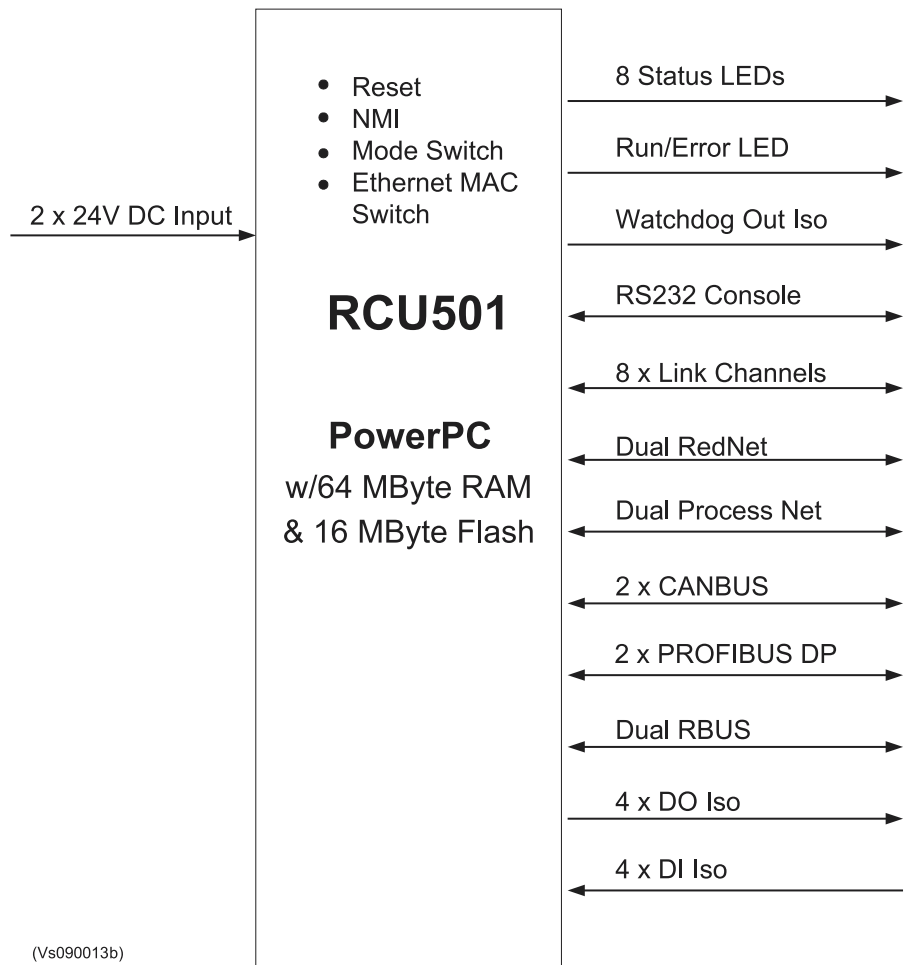 Reset
NMI
Mode Switch
Ethernet MAC
Switch
2 x 24V DC Input
RCU501
PowerPC
w/64 MByte RAM
& 16 MByte Flash
8 Status LEDs
Run/Error LED
Watchdog Out Iso
RS232 Console
8 x Link Channels
Dual RedNet
Dual Process Net
2 x CANBUS
2 x PROFIBUS DP
Dual RBUS
4 x DO Iso
4 x DI Iso
(Vs090013b)